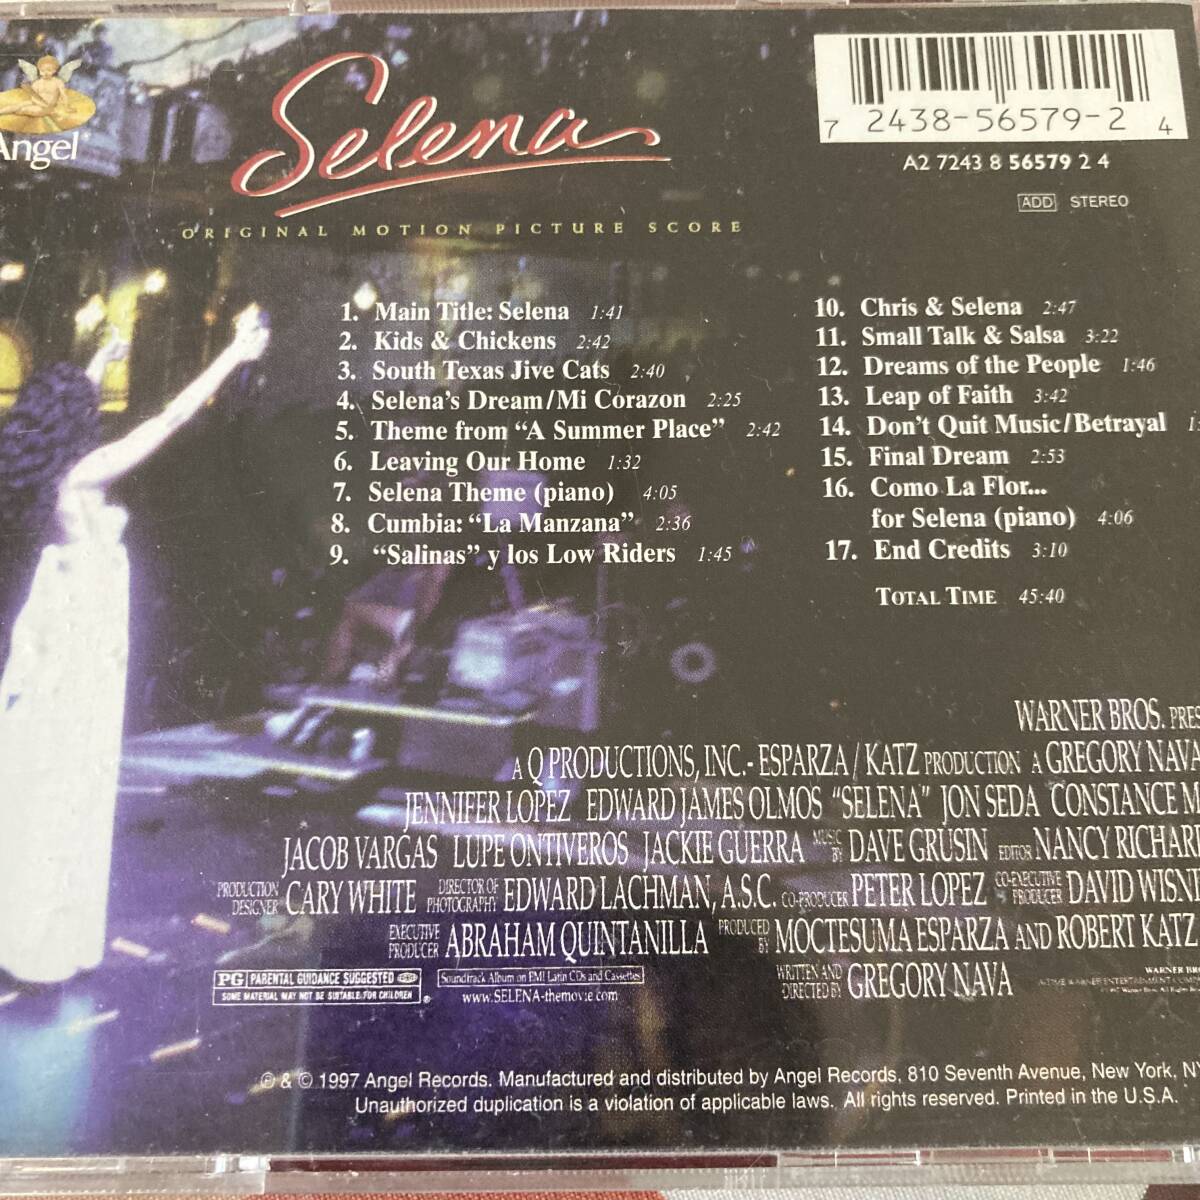 Angel
Selena
ORIGINAL MOTION PICTURE SCORE
7 2438-56579-2 4
A2 7243 8 56579 2 4
ADD STEREO
1. Main Title: Selena 1:41
2. Kids & Chickens 2:42
3. South Texas Jive Cats 2:40
4. Selena's Dream/Mi Corazon 2:25
5. Theme from "A Summer Place" 2:42
6. Leaving Our Home 1:32
7. Selena Theme (piano) 4:05
8. Cumbia: "La Manzana" 2:36
9. "Salinas" y los Low Riders 1:45
10. Chris & Selena 2:47
11. Small Talk & Salsa 3:22
12. Dreams of the People 1:46
13. Leap of Faith 3:42
14. Don't Quit Music/Betrayal
15. Final Dream 2:53
16. Como La Flor...
for Selena (piano) 4:06
17. End Credits 3:10
TOTAL TIME 45:40
WARNER BROS.
A Q PRODUCTIONS, INC.- ESPARZA / KATZ PRODUCTION A GREGORY NAVA
JENNIFER LOPEZ EDWARD JAMES OLMOS "SELENA" JON SEDA CONSTANCE
JACOB VARGAS LUPE ONTIVEROS JACKIE GUERRA MUSIC BY DAVE GRUSIN EDITOR NANCY
PRODUCTION DESIGNER CARY WHITE DIRECTOR OF PHOTOGRAPHY EDWARD LACHMAN, A.S.C. CO-PRODUCER PETER LOPEZ CO-EXECUTIVE PRODUCER DAVID
EXECUTIVE PRODUCER ABRAHAM QUINTANILLA PRODUCED BY MOCTESUMA ESPARZA AND ROBERT KATZ
PG PARENTAL GUIDANCE SUGGESTED
SOME MATERIAL MAY NOT BE SUITABLE FOR CHILDREN
Soundtrack Album on EMI Latin CDs and Cassettes
www.SELENA-themovie.com
WRITTEN AND DIRECTED BY GREGORY NAVA
℗ & © 1997 Angel Records. Manufactured and distributed by Angel Records, 810 Seventh Avenue, New York, NY
Unauthorized duplication is a violation of applicable laws. All rights reserved. Printed in the U.S.A.